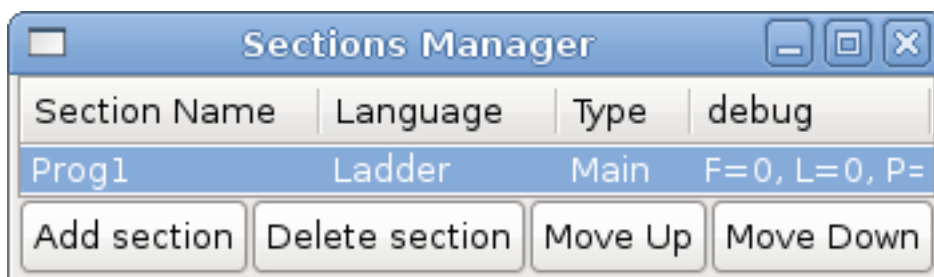 Sections Manager
Section Name Language Type debug
Prog1 Ladder Main F=0, L=0, P=
Add section Delete section Move Up Move Down